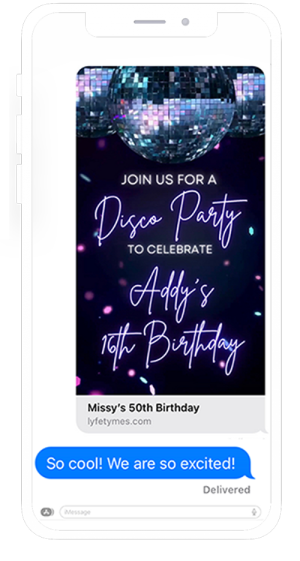 JOIN US FOR A
Disco Party
TO CELEBRATE
Addy's
16th Birthday
Missy's 50th Birthday
lyfetymes.com
So cool! We are so excited!
Delivered
iMessage